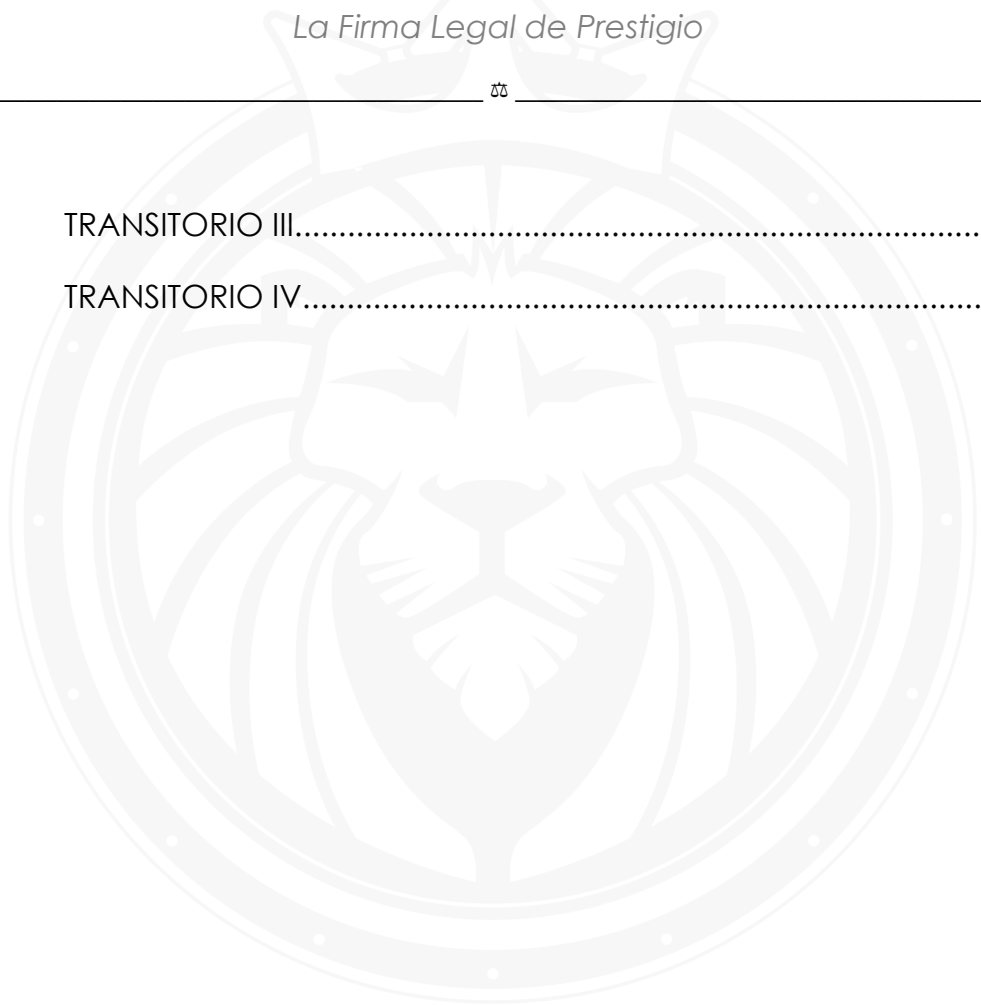 La Firma Legal de Prestigio
⚖
TRANSITORIO III................................................................................
TRANSITORIO IV...............................................................................